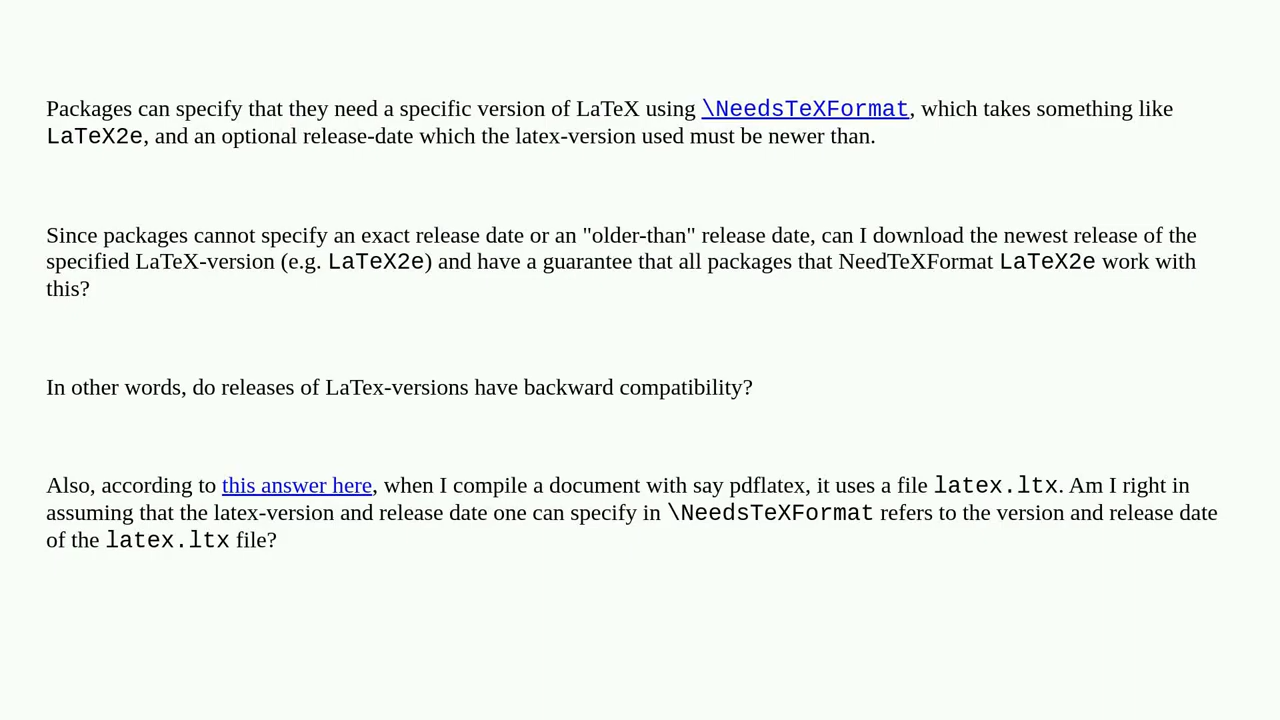 Packages can specify that they need a specific version of LaTeX using \NeedsTeXFormat, which takes something like
LaTeX2e, and an optional release-date which the latex-version used must be newer than.
Since packages cannot specify an exact release date or an "older-than" release date, can I download the newest release of the
specified LaTeX-version (e.g. LaTeX2e) and have a guarantee that all packages that NeedTeXFormat LaTeX2e work with
this?
In other words, do releases of LaTex-versions have backward compatibility?
Also, according to this answer here, when I compile a document with say pdflatex, it uses a file latex.ltx. Am I right in
assuming that the latex-version and release date one can specify in \NeedsTeXFormat refers to the version and release date
of the latex.ltx file?